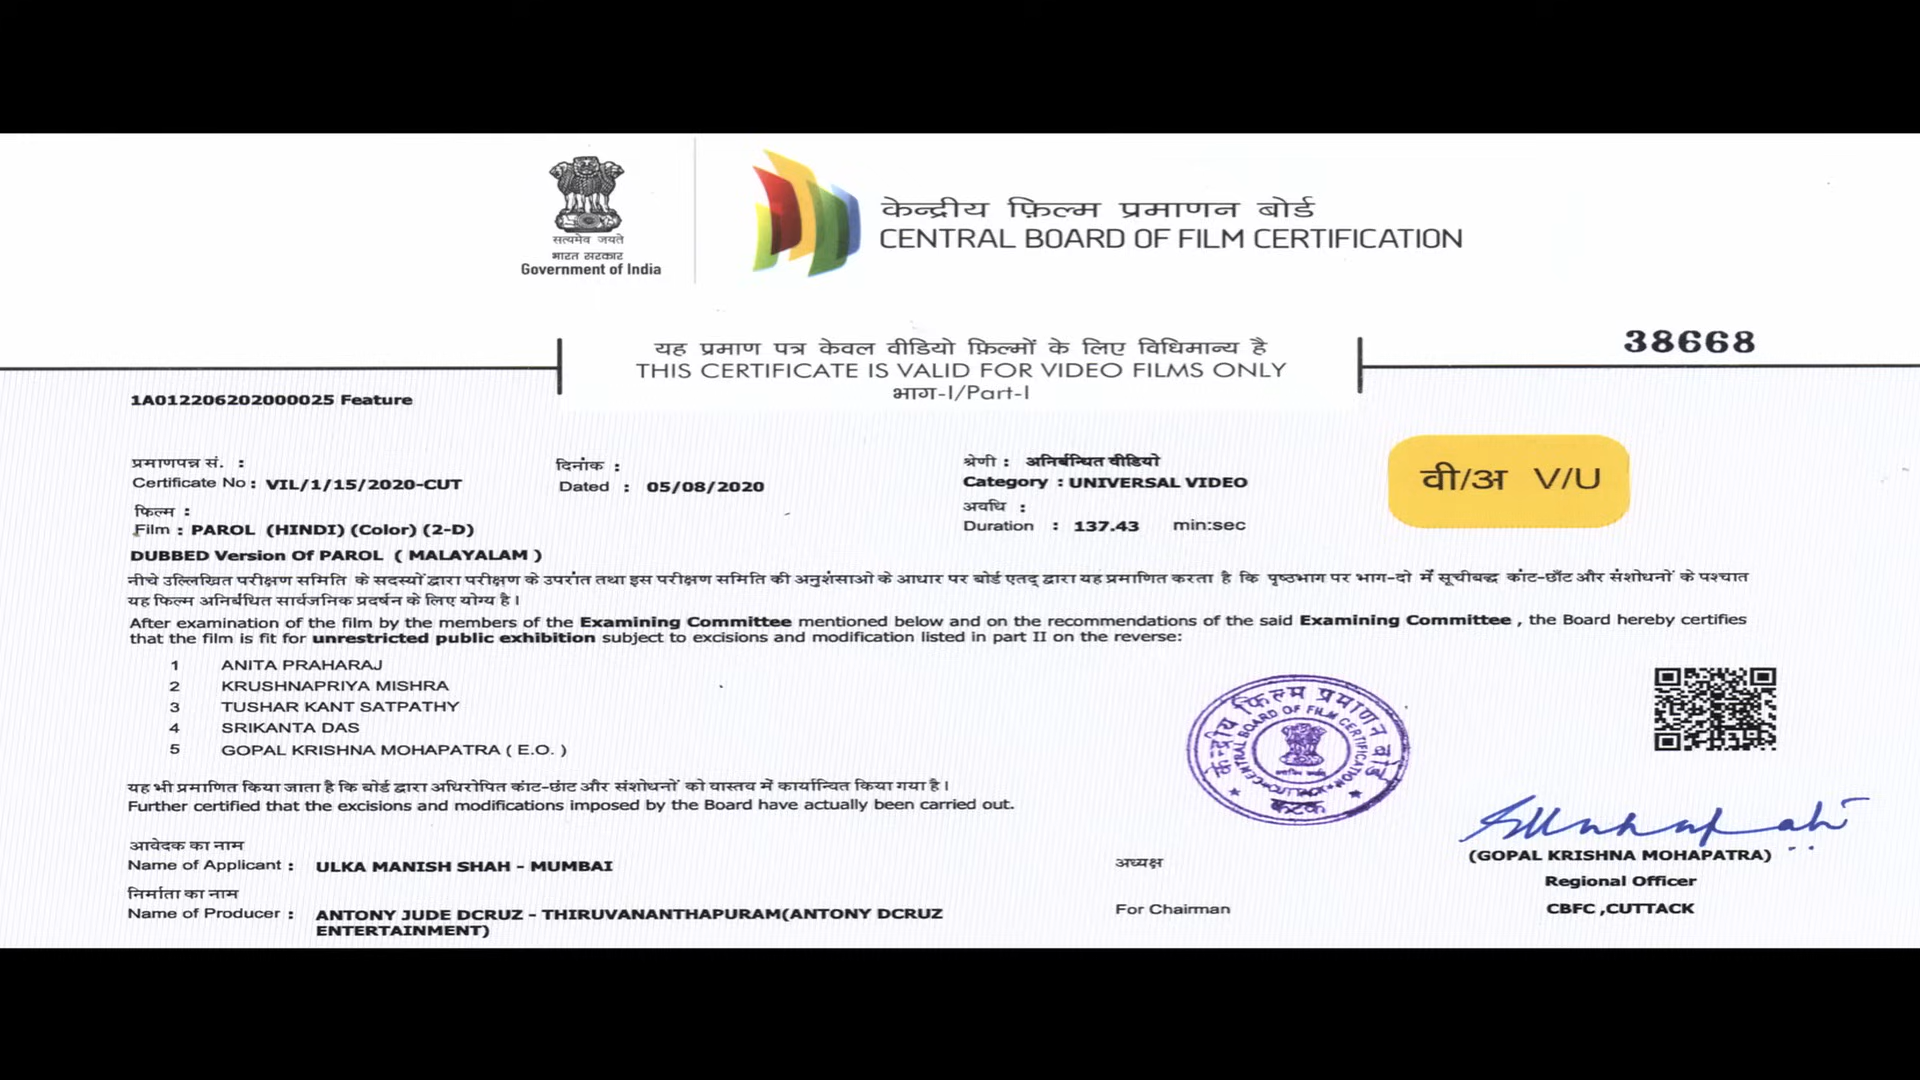 सत्यमेव जयते
भारत सरकार
Government of India
केन्द्रीय फ़िल्म प्रमाणन बोर्ड
CENTRAL BOARD OF FILM CERTIFICATION
38668
यह प्रमाण पत्र केवल वीडियो फ़िल्मों के लिए विधिमान्य है
THIS CERTIFICATE IS VALID FOR VIDEO FILMS ONLY
भाग-I/Part-I
1A012206202000025 Feature
प्रमाणपत्र सं. :
Certificate No : VIL/1/15/2020-CUT
दिनांक :
Dated : 05/08/2020
श्रेणी : अनिर्बन्धित वीडियो
Category : UNIVERSAL VIDEO
वी/अ V/U
फिल्म :
Film : PAROL (HINDI) (Color) (2-D)
अवधि :
Duration : 137.43 min:sec
DUBBED Version Of PAROL ( MALAYALAM )
नीचे उल्लिखित परीक्षण समिति के सदस्यों द्वारा परीक्षण के उपरांत तथा इस परीक्षण समिति की अनुशंसाओ के आधार पर बोर्ड एतद् द्वारा यह प्रमाणित करता है कि पृष्ठभाग पर भाग-दो में सूचीबद्ध कांट-छाँट और संशोधनों के पश्चात
यह फिल्म अनिर्बंधित सार्वजनिक प्रदर्शन के लिए योग्य है।
After examination of the film by the members of the Examining Committee mentioned below and on the recommendations of the said Examining Committee , the Board hereby certifies
that the film is fit for unrestricted public exhibition subject to excisions and modification listed in part II on the reverse:
1 ANITA PRAHARAJ
2 KRUSHNAPRIYA MISHRA
3 TUSHAR KANT SATPATHY
4 SRIKANTA DAS
5 GOPAL KRISHNA MOHAPATRA ( E.O. )
केन्द्रीय फिल्म प्रमाणन बोर्ड
CENTRAL BOARD OF FILM CERTIFICATION
CUTTACK
कटक
यह भी प्रमाणित किया जाता है कि बोर्ड द्वारा अधिरोपित कांट-छांट और संशोधनों को वास्तव में कार्यान्वित किया गया है।
Further certified that the excisions and modifications imposed by the Board have actually been carried out.
आवेदक का नाम
Name of Applicant : ULKA MANISH SHAH - MUMBAI
निर्माता का नाम
Name of Producer : ANTONY JUDE DCRUZ - THIRUVANANTHAPURAM(ANTONY DCRUZ
ENTERTAINMENT)
अध्यक्ष
For Chairman
(GOPAL KRISHNA MOHAPATRA)
Regional Officer
CBFC ,CUTTACK